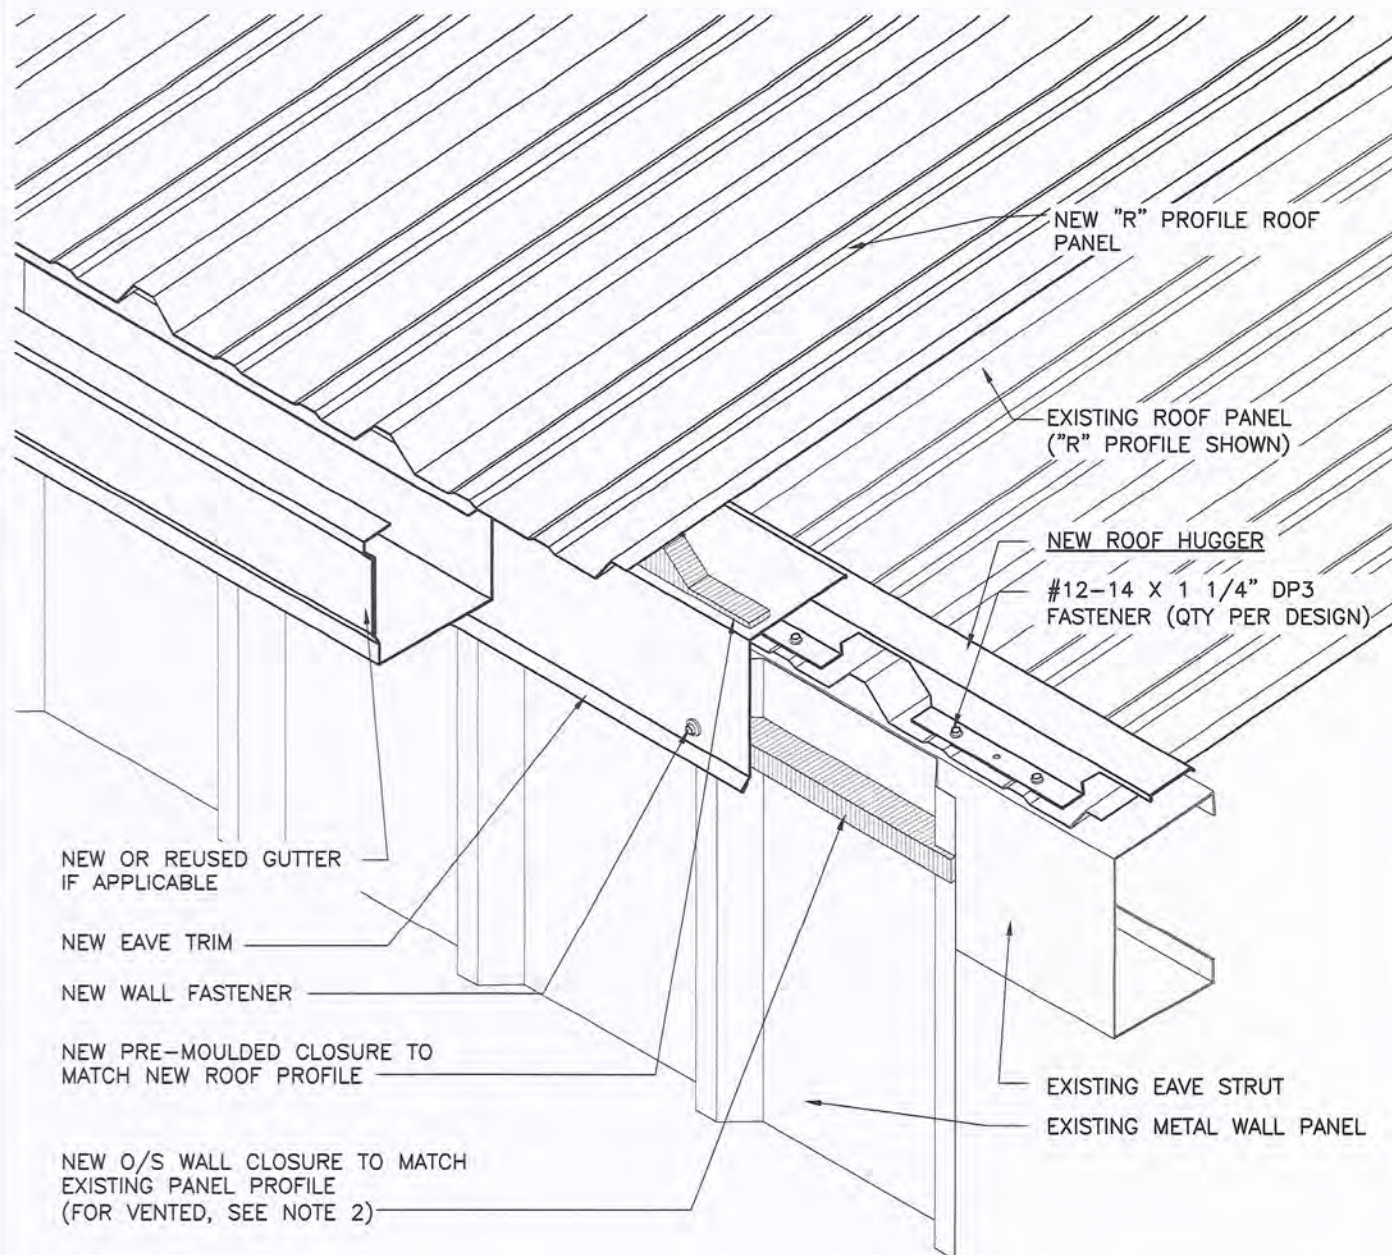 NEW "R" PROFILE ROOF
PANEL
EXISTING ROOF PANEL
("R" PROFILE SHOWN)
NEW ROOF HUGGER
#12-14 X 1 1/4" DP3
FASTENER (QTY PER DESIGN)
NEW OR REUSED GUTTER
IF APPLICABLE
NEW EAVE TRIM
NEW WALL FASTENER
NEW PRE-MOULDED CLOSURE TO
MATCH NEW ROOF PROFILE
NEW O/S WALL CLOSURE TO MATCH
EXISTING PANEL PROFILE
(FOR VENTED, SEE NOTE 2)
EXISTING EAVE STRUT
EXISTING METAL WALL PANEL